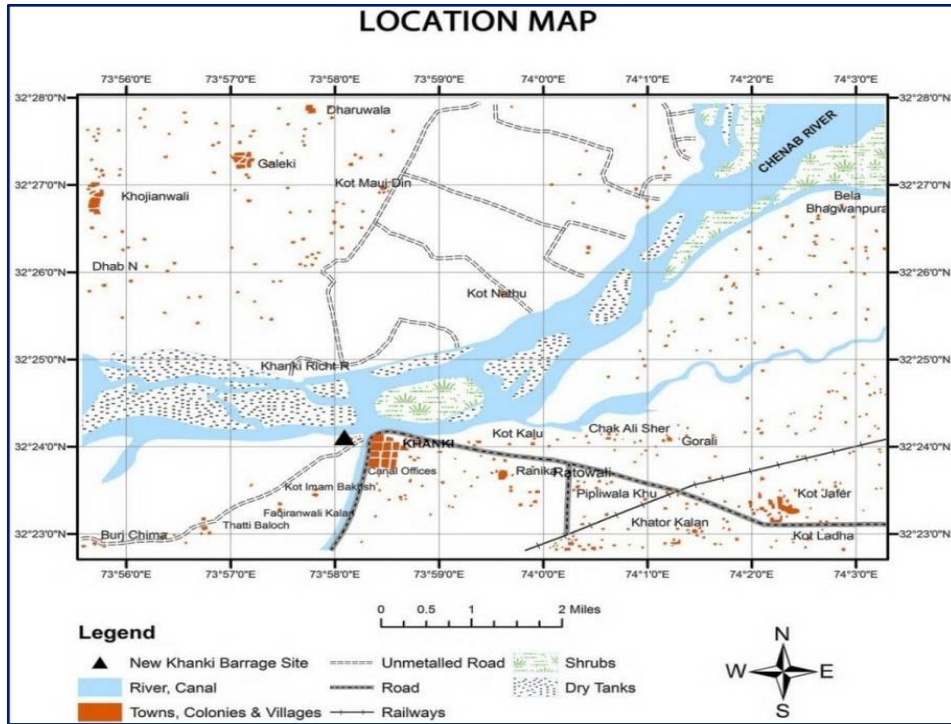 LOCATION MAP
73°56'0"E 73°57'0"E 73°58'0"E 73°59'0"E 74°0'0"E 74°1'0"E 74°2'0"E 74°3'0"E
32°28'0"N 32°28'0"N
Dharuwala
CHENAB RIVER
Galeki
32°27'0"N 32°27'0"N
Kot Mauj Din
Khojianwali
Bela
Bhagwanpura
Dhab N
32°26'0"N 32°26'0"N
Kot Nathu
32°25'0"N 32°25'0"N
Khanki Richt R
Chak Ali Sher
Kot Kalu
32°24'0"N 32°24'0"N
KHANKI
Gorali
Canal Offices
Ranika
Ratowali
Kot Imam Baksh
Pipliwala Khu
Kot Jafer
Faqiranwali Kalan
Thatti Baloch
Khator Kalan
32°23'0"N 32°23'0"N
Burj Chima
Kot Ladha
73°56'0"E 73°57'0"E 73°58'0"E 73°59'0"E 74°0'0"E 74°1'0"E 74°2'0"E 74°3'0"E
0 0.5 1 2 Miles
Legend
New Khanki Barrage Site
River, Canal
Towns, Colonies & Villages
Unmetalled Road
Road
Railways
Shrubs
Dry Tanks
N
W E
S